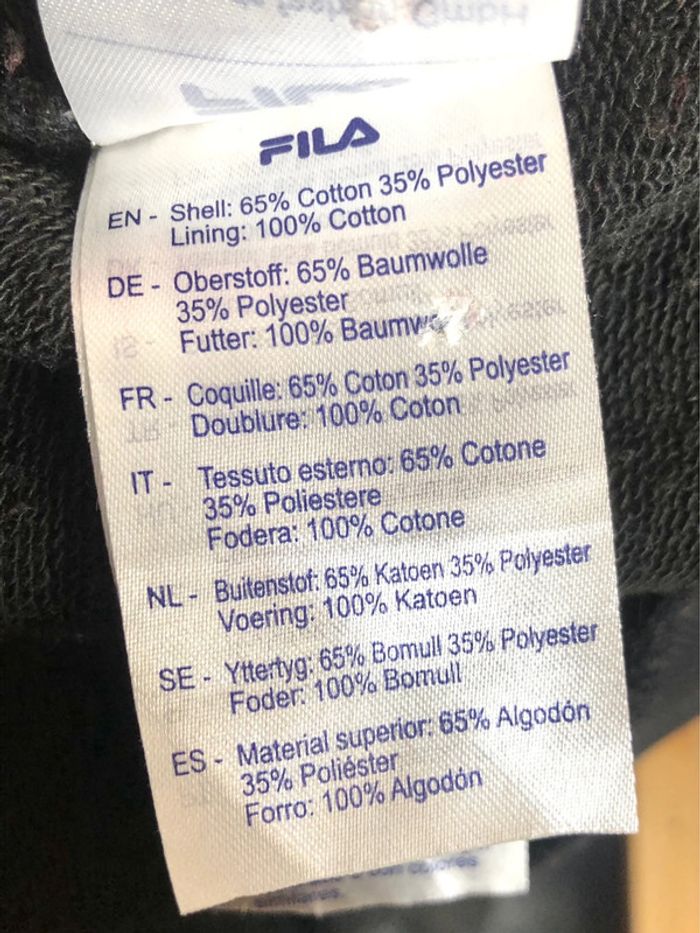 GmbH
FILA
EN - Shell: 65% Cotton 35% Polyester
Lining: 100% Cotton
DE - Oberstoff: 65% Baumwolle
35% Polyester
Futter: 100% Baumw
FR - Coquille: 65% Coton 35% Polyester
Doublure: 100% Coton
IT - Tessuto esterno: 65% Cotone
35% Poliestere
Fodera: 100% Cotone
NL - Buitenstof: 65% Katoen 35% Polyester
Voering: 100% Katoen
SE - Yttertyg: 65% Bomull 35% Polyester
Foder: 100% Bomull
ES - Material superior: 65% Algodón
35% Poliéster
Forro: 100% Algodón
colores
similares.